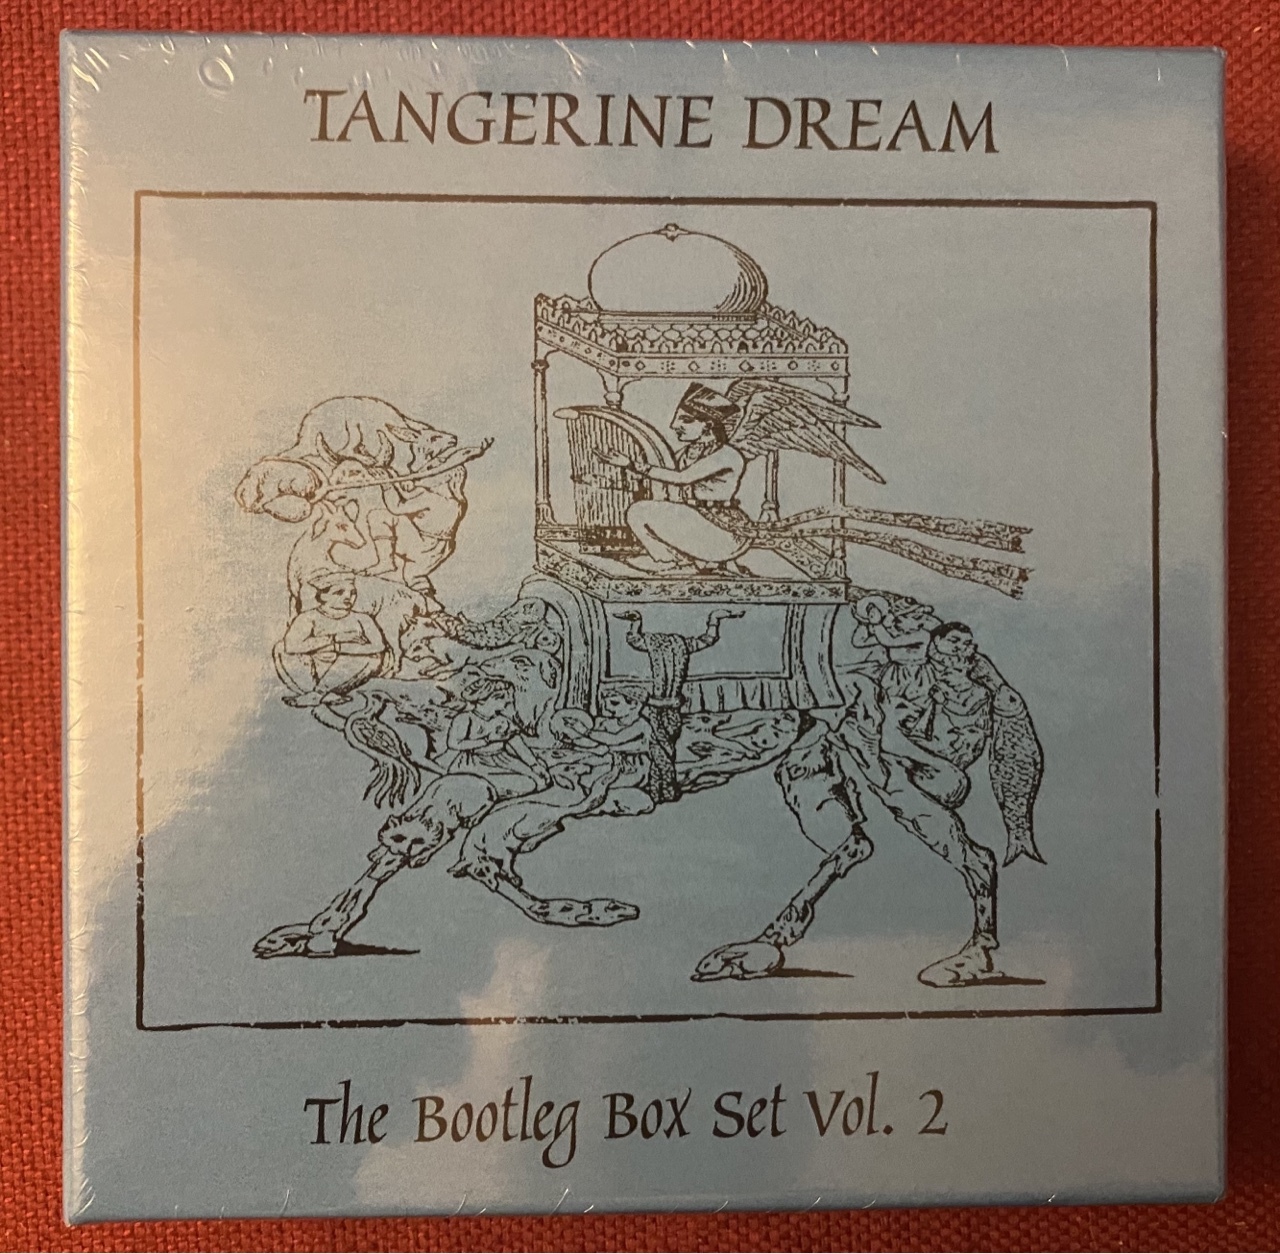 TANGERINE DREAM
The Bootleg Box Set Vol. 2